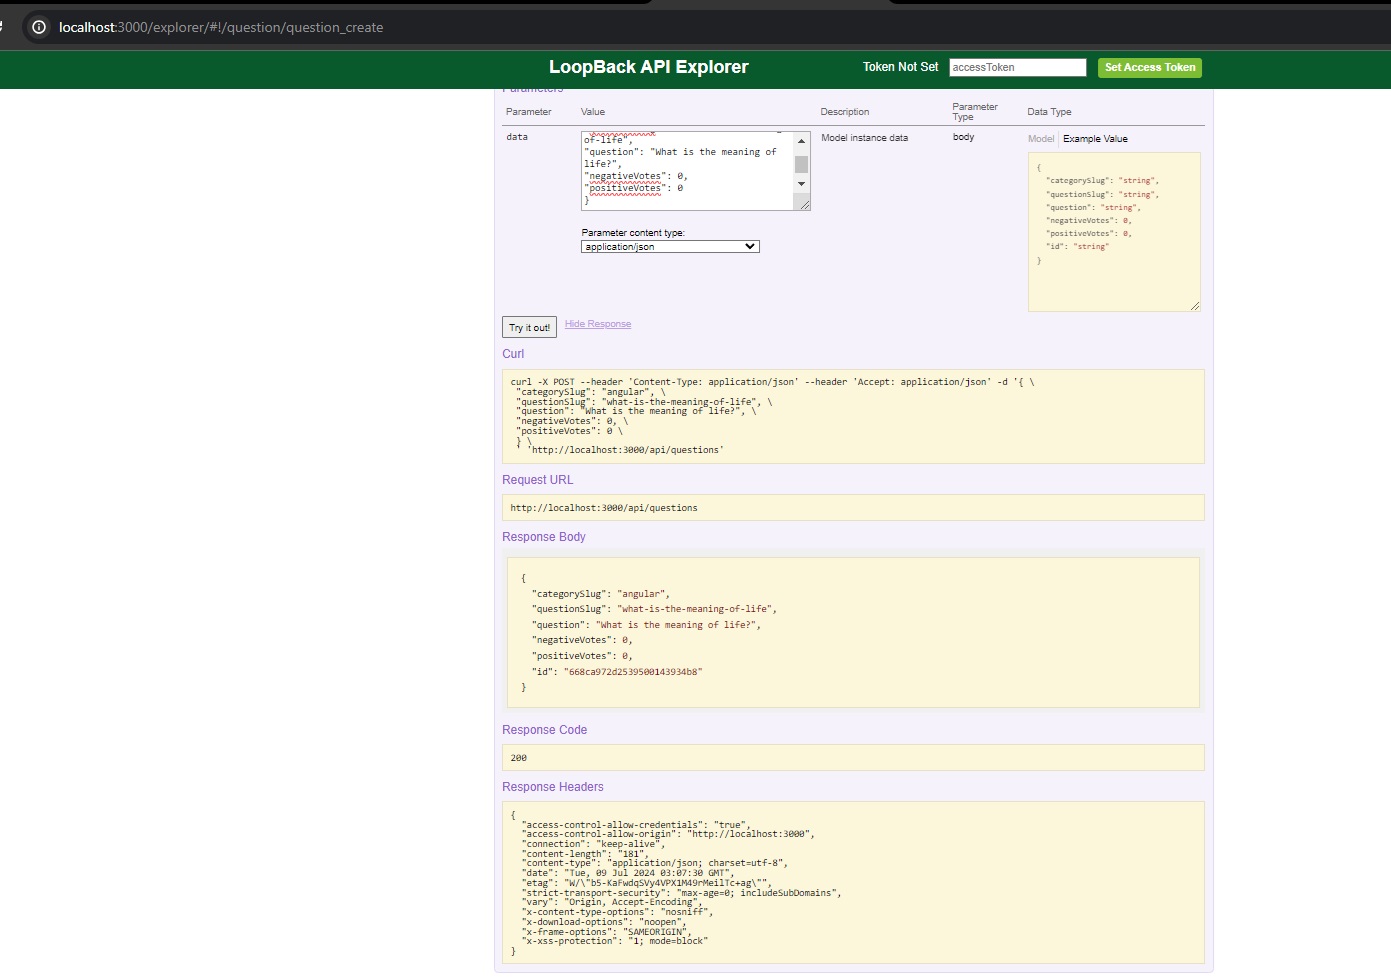 localhost:3000/explorer/#!/question/question_create
LoopBack API Explorer
Token Not Set
accessToken
Set Access Token
Parameters
Parameter
Value
Description
Parameter
Type
Data Type
data
of-life",
"question": "What is the meaning of
life?",
"negativeVotes": 0,
"positiveVotes": 0
}
Model instance data
body
Model
Example Value
{
"categorySlug": "string",
"questionSlug": "string",
"question": "string",
"negativeVotes": 0,
"positiveVotes": 0,
"id": "string"
}
Parameter content type:
application/json
Try it out!
Hide Response
Curl
curl -X POST --header 'Content-Type: application/json' --header 'Accept: application/json' -d '{ \
"categorySlug": "angular", \
"questionSlug": "what-is-the-meaning-of-life", \
"question": "What is the meaning of life?", \
"negativeVotes": 0, \
"positiveVotes": 0 \
} \
' 'http://localhost:3000/api/questions'
Request URL
http://localhost:3000/api/questions
Response Body
{
"categorySlug": "angular",
"questionSlug": "what-is-the-meaning-of-life",
"question": "What is the meaning of life?",
"negativeVotes": 0,
"positiveVotes": 0,
"id": "668ca972d2539500143934b8"
}
Response Code
200
Response Headers
{
"access-control-allow-credentials": "true",
"access-control-allow-origin": "http://localhost:3000",
"connection": "keep-alive",
"content-length": "181",
"content-type": "application/json; charset=utf-8",
"date": "Tue, 09 Jul 2024 03:07:30 GMT",
"etag": "W/\"b5-KaFwdqSVy4VPX1M49rMeilTc+ag\"",
"strict-transport-security": "max-age=0; includeSubDomains",
"vary": "Origin, Accept-Encoding",
"x-content-type-options": "nosniff",
"x-download-options": "noopen",
"x-frame-options": "SAMEORIGIN",
"x-xss-protection": "1; mode=block"
}